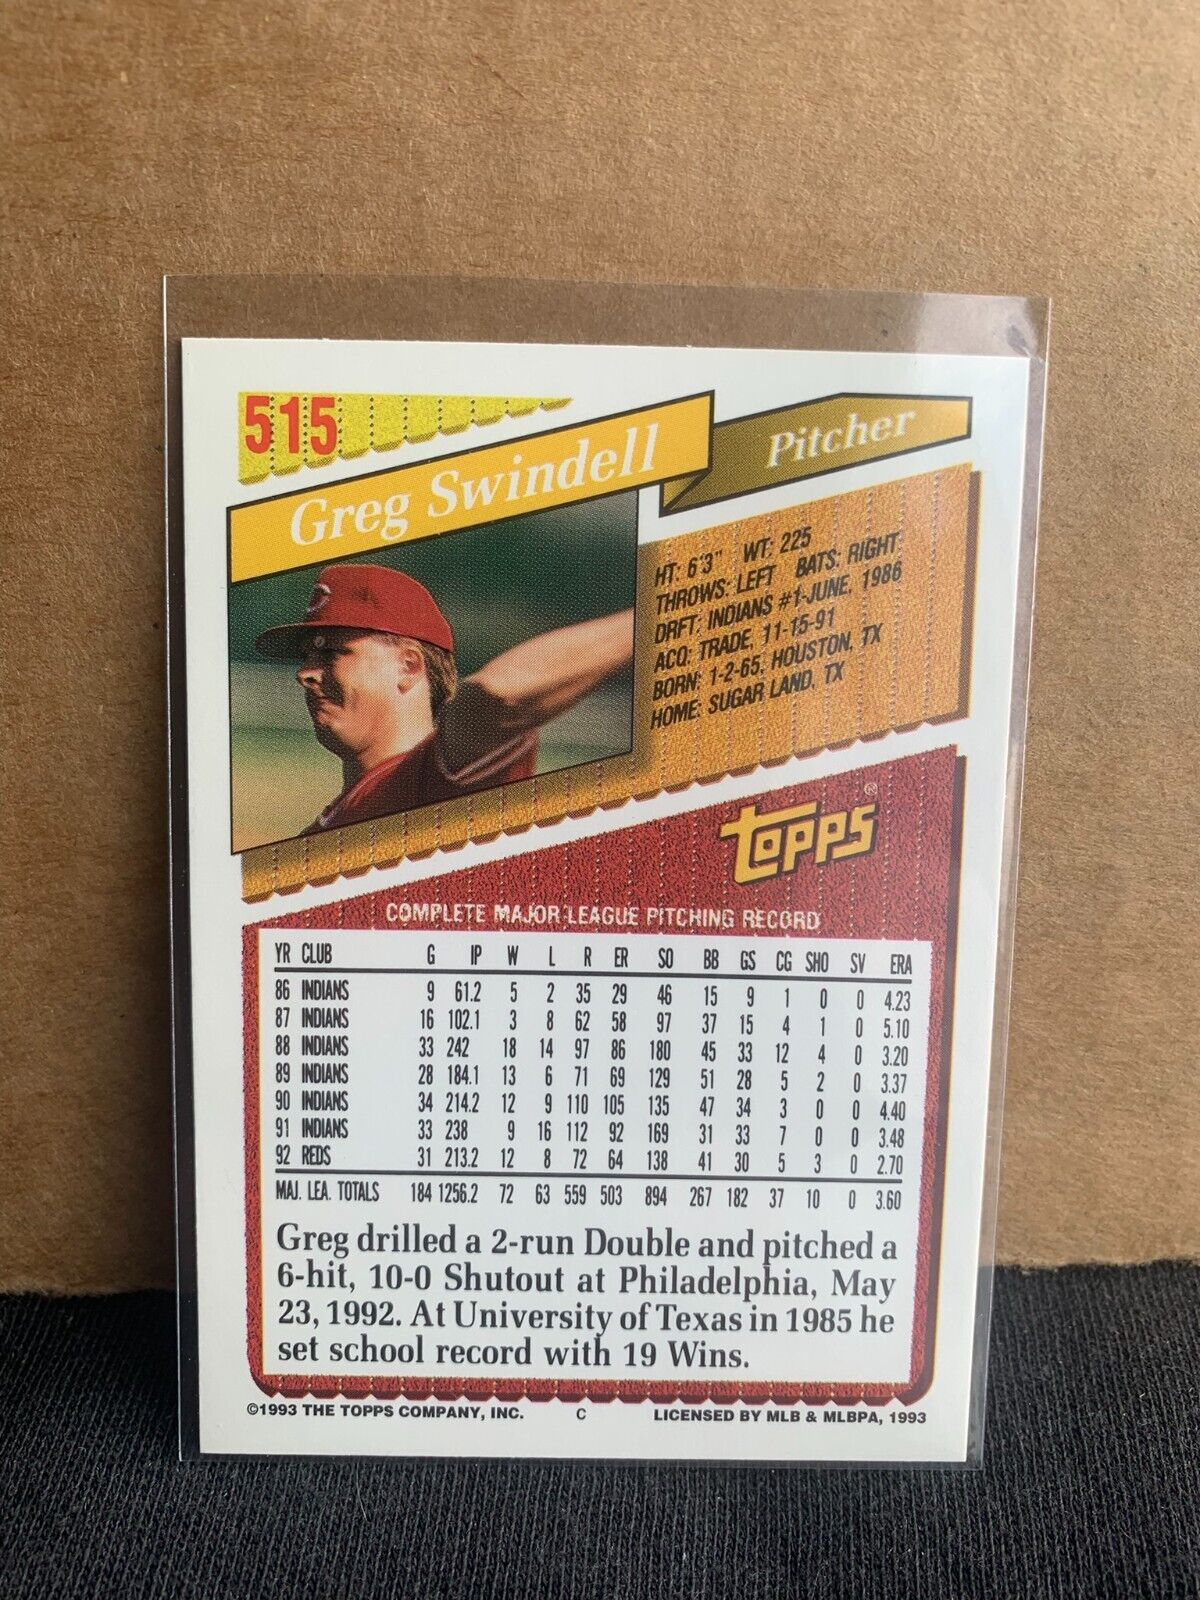 515
Greg Swindell
Pitcher
HT: 6'3" WT: 225
THROWS: LEFT BATS: RIGHT
DRFT: INDIANS #1-JUNE, 1986
ACQ: TRADE, 11-15-91
BORN: 1-2-65, HOUSTON, TX
HOME: SUGAR LAND, TX
topps®
COMPLETE MAJOR LEAGUE PITCHING RECORD
YR CLUB G IP W L R ER SO BB GS CG SHO SV ERA
86 INDIANS 9 61.2 5 2 35 29 46 15 9 1 0 0 4.23
87 INDIANS 16 102.1 3 8 62 58 97 37 15 4 1 0 5.10
88 INDIANS 33 242 18 14 97 86 180 45 33 12 4 0 3.20
89 INDIANS 28 184.1 13 6 71 69 129 51 28 5 2 0 3.37
90 INDIANS 34 214.2 12 9 110 105 135 47 34 3 0 0 4.40
91 INDIANS 33 238 9 16 112 92 169 31 33 7 0 0 3.48
92 REDS 31 213.2 12 8 72 64 138 41 30 5 3 0 2.70
MAJ. LEA. TOTALS 184 1256.2 72 63 559 503 894 267 182 37 10 0 3.60
Greg drilled a 2-run Double and pitched a
6-hit, 10-0 Shutout at Philadelphia, May
23, 1992. At University of Texas in 1985 he
set school record with 19 Wins.
©1993 THE TOPPS COMPANY, INC. C LICENSED BY MLB & MLBPA, 1993